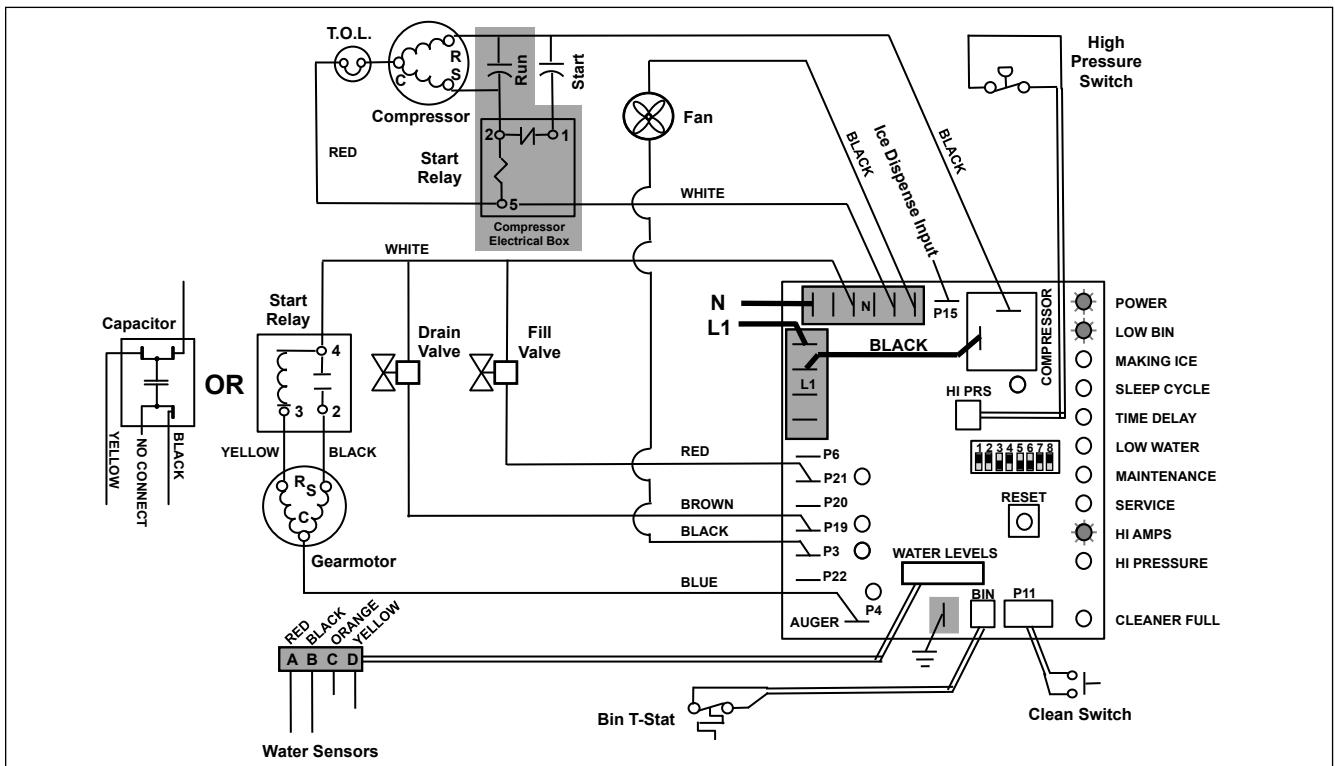 T.O.L.
R
S
C
Compressor
Run
Start
2
1
5
Start
Relay
Compressor
Electrical Box
RED
Fan
BLACK
Ice Dispense Input
BLACK
High
Pressure
Switch
WHITE
WHITE
Capacitor
YELLOW
NO CONNECT
BLACK
OR
Start
Relay
4
3
2
YELLOW
BLACK
R
S
C
Gearmotor
Drain
Valve
Fill
Valve
N
L1
N
L1
BLACK
P15
COMPRESSOR
HI PRS
1 2 3 4 5 6 7 8
RESET
POWER
LOW BIN
MAKING ICE
SLEEP CYCLE
TIME DELAY
LOW WATER
MAINTENANCE
SERVICE
HI AMPS
HI PRESSURE
CLEANER FULL
RED
BROWN
BLACK
BLUE
P6
P21
P20
P19
P3
P22
P4
AUGER
WATER LEVELS
BIN
P11
RED
BLACK
ORANGE
YELLOW
A B C D
Water Sensors
Bin T-Stat
Clean Switch